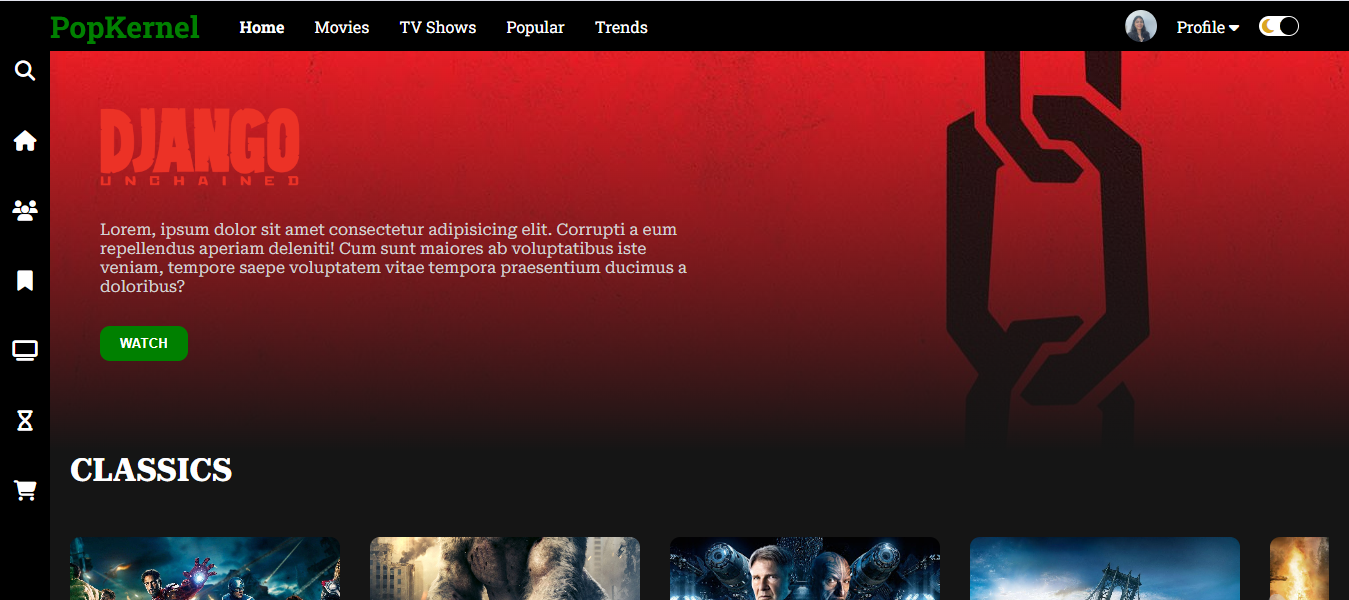 PopKernel
Home
Movies
TV Shows
Popular
Trends
Profile
DJANGO
UNCHAINED
Lorem, ipsum dolor sit amet consectetur adipisicing elit. Corrupti a eum
repellendus aperiam deleniti! Cum sunt maiores ab voluptatibus iste
veniam, tempore saepe voluptatem vitae tempora praesentium ducimus a
doloribus?
WATCH
CLASSICS